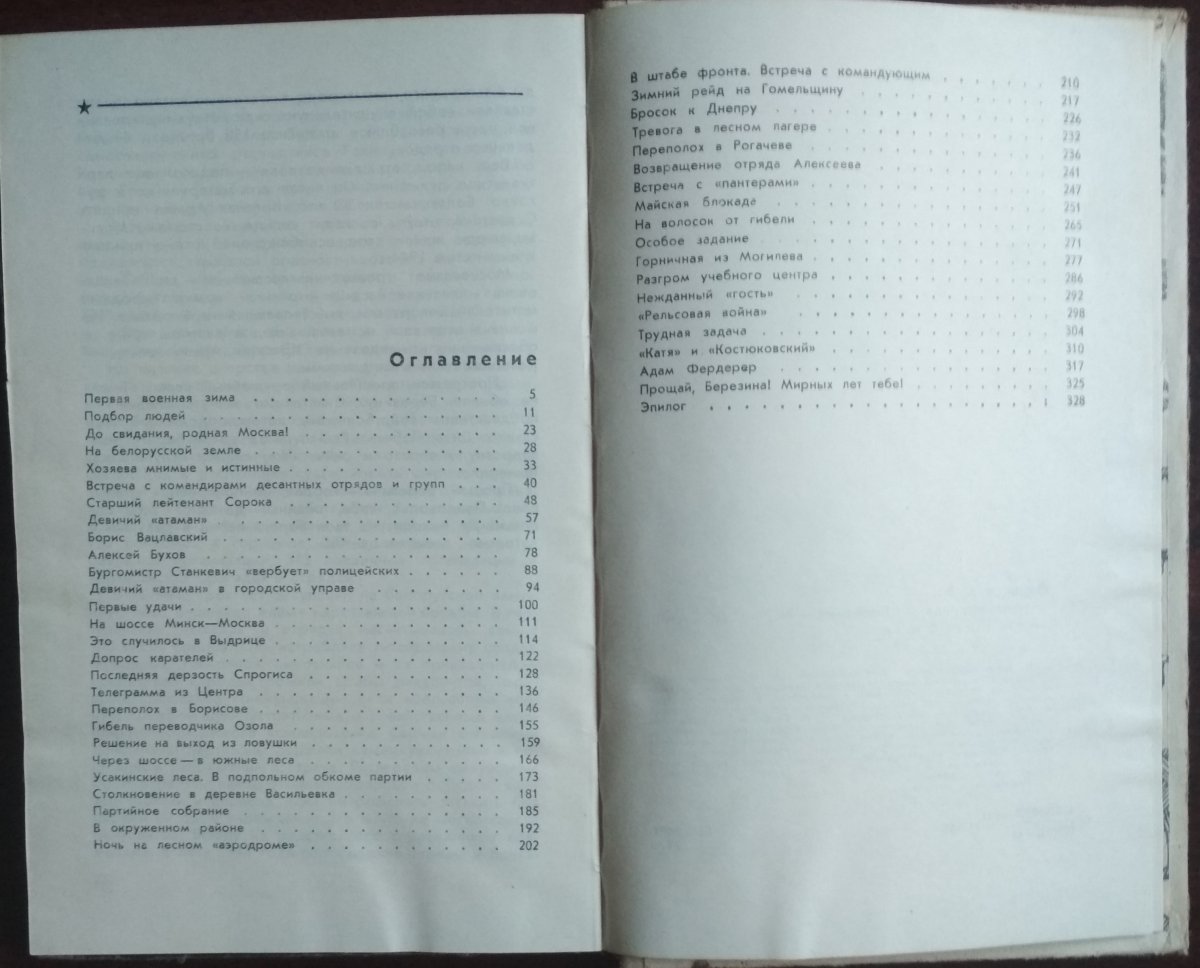 Оглавление
Первая военная зима 5
Подбор людей 11
До свидания, родная Москва! 23
На белорусской земле 28
Хозяева мнимые и истинные 33
Встреча с командирами десантных отрядов и групп 40
Старший лейтенант Сорока 48
Девичий «атаман» 57
Борис Вацлавский 71
Алексей Бухов 78
Бургомистр Станкевич «вербует» полицейских 88
Девичий «атаман» в городской управе 94
Первые удачи 100
На шоссе Минск—Москва 111
Это случилось в Выдрице 114
Допрос карателей 122
Последняя дерзость Спрогиса 128
Телеграмма из Центра 136
Переполох в Борисове 146
Гибель переводчика Озола 155
Решение на выход из ловушки 159
Через шоссе — в южные леса 166
Усакинские леса. В подпольном обкоме партии 173
Столкновение в деревне Васильевка 181
Партийное собрание 185
В окруженном районе 192
Ночь на лесном «аэродроме» 202
В штабе фронта. Встреча с командующим 210
Зимний рейд на Гомельщину 217
Бросок к Днепру 226
Тревога в лесном лагере 232
Переполох в Рогачеве 236
Возвращение отряда Алексеева 241
Встреча с «пантерами» 247
Майская блокада 251
На волосок от гибели 265
Особое задание 271
Горничная из Могилева 277
Разгром учебного центра 286
Нежданный «гость» 292
«Рельсовая война» 298
Трудная задача 304
«Катя» и «Костюковский» 310
Адам Фердерер 317
Прощай, Березина! Мирных лет тебе! 325
Эпилог 328